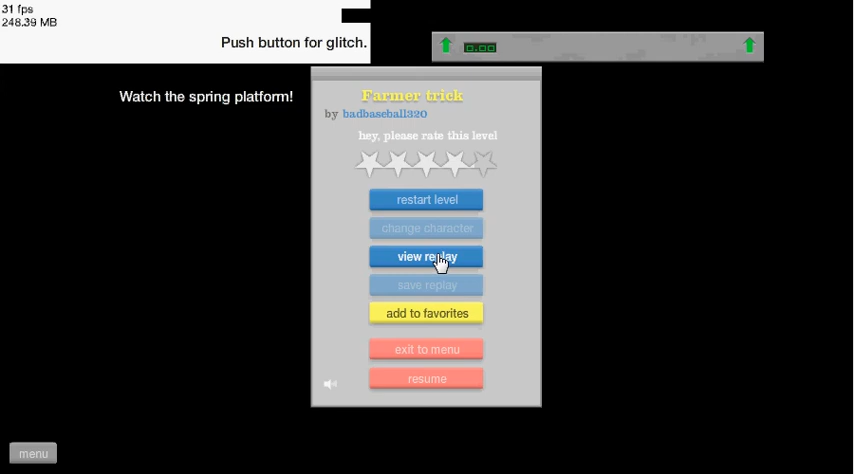 31 fps
248.39 MB
Push button for glitch.
0.00
Watch the spring platform!
Farmer trick
by badbaseball320
hey, please rate this level
restart level
change character
view replay
save replay
add to favorites
exit to menu
resume
menu